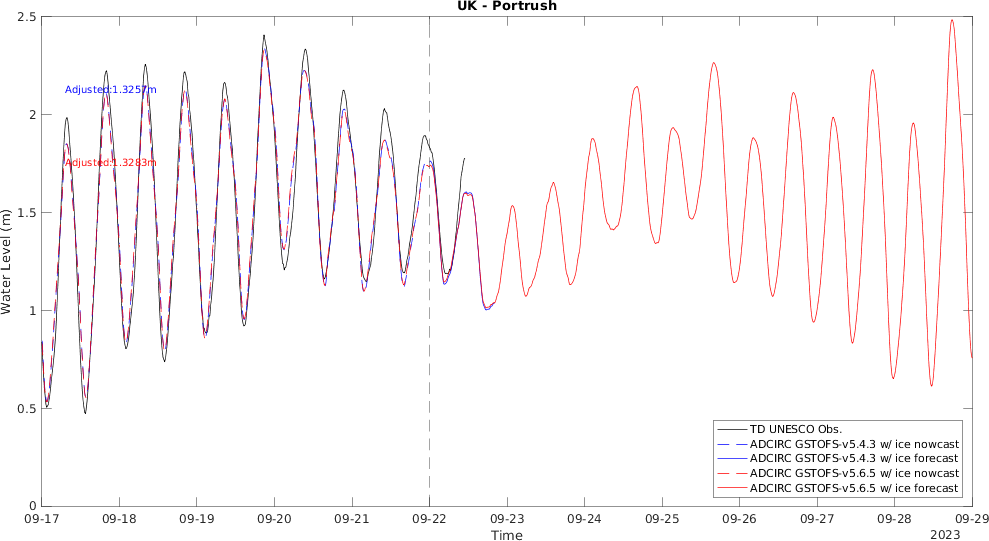 UK - Portrush
2.5
2
1.5
1
0.5
0
Water Level (m)
Adjusted:1.3257m
Adjusted:1.3283m
TD UNESCO Obs.
ADCIRC GSTOFS-v5.4.3 w/ ice nowcast
ADCIRC GSTOFS-v5.4.3 w/ ice forecast
ADCIRC GSTOFS-v5.6.5 w/ ice nowcast
ADCIRC GSTOFS-v5.6.5 w/ ice forecast
09-17 09-18 09-19 09-20 09-21 09-22 09-23 09-24 09-25 09-26 09-27 09-28 09-29
Time
2023